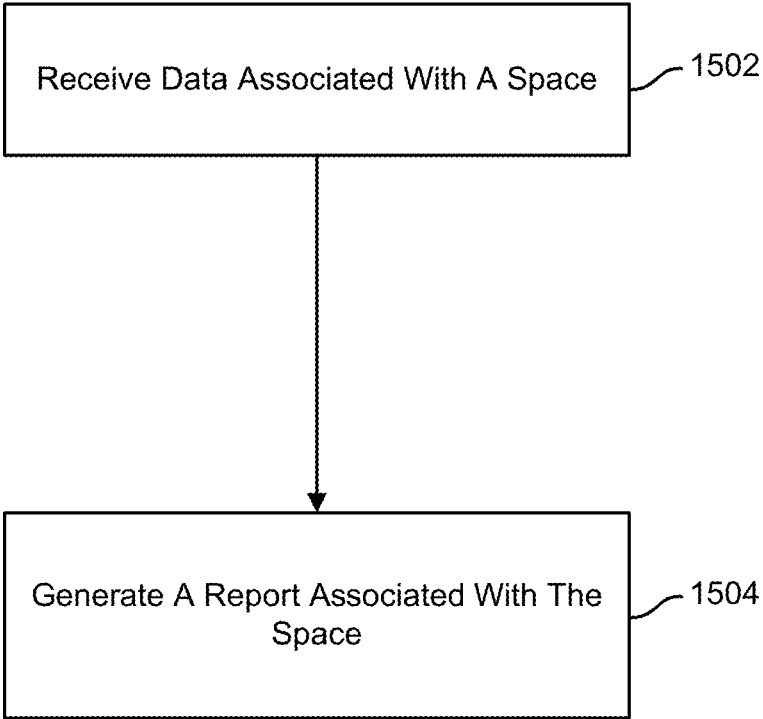 Receive Data Associated With A Space
1502
Generate A Report Associated With The
Space
1504